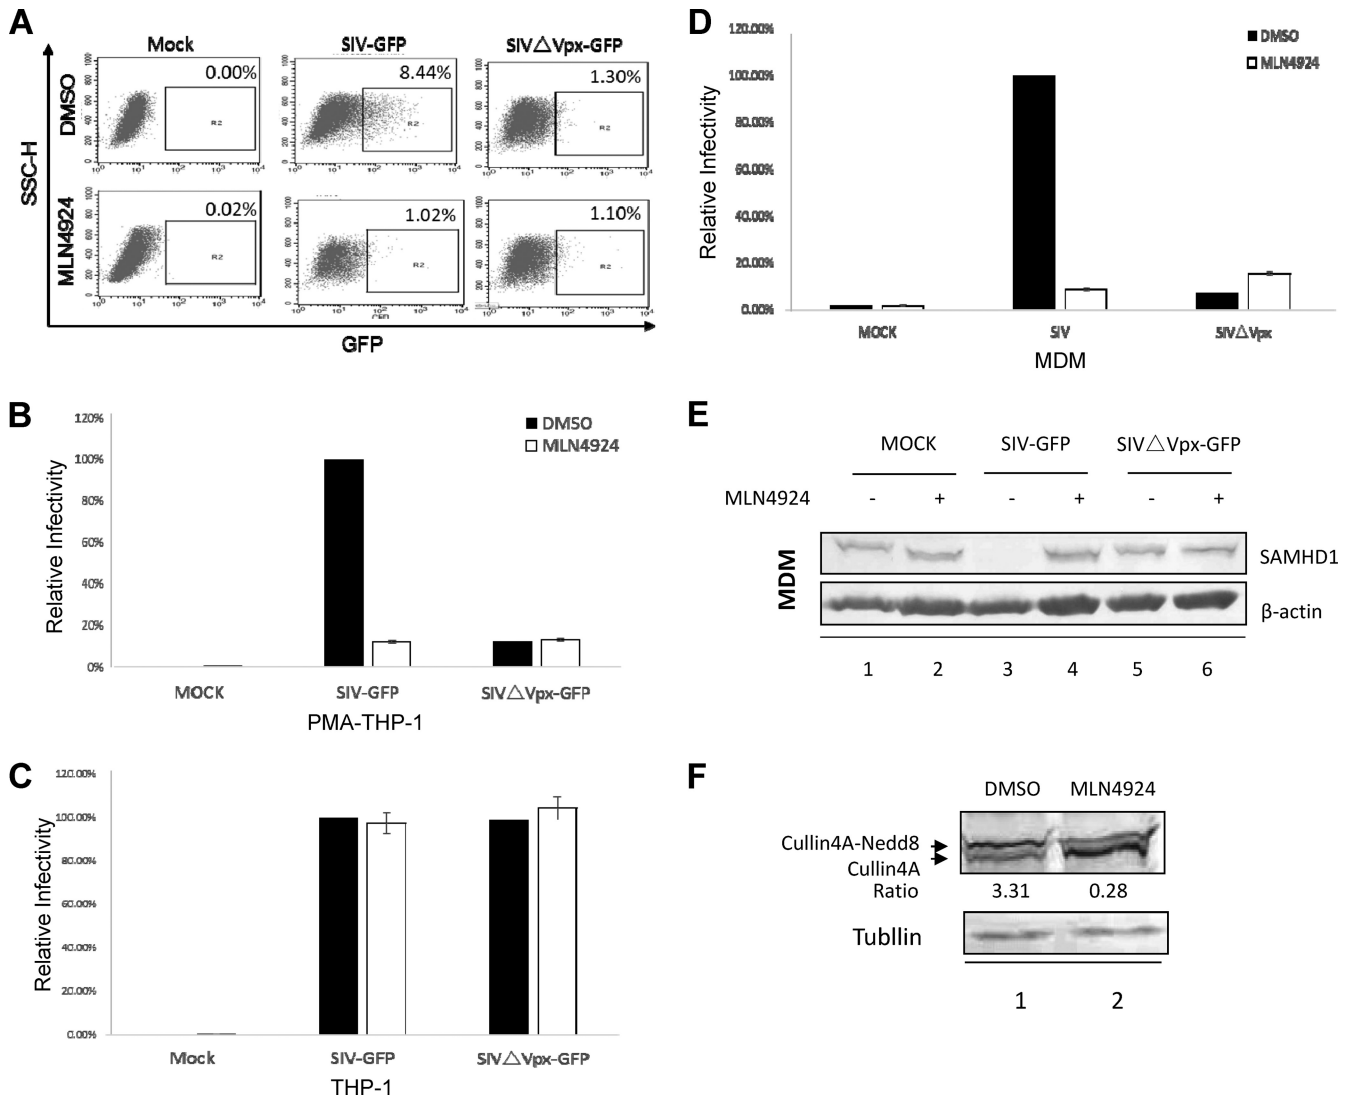 A
Mock
SIV-GFP
SIV△Vpx-GFP
SSC-H
DMSO
0.00%
R2
8.44%
R2
1.30%
R2
MLN4924
0.02%
R2
1.02%
R2
1.10%
R2
GFP
B
120%
100%
80%
60%
40%
20%
0%
Relative Infectivity
DMSO
MLN4924
MOCK
SIV-GFP
SIV△Vpx-GFP
PMA-THP-1
C
120.00%
100.00%
80.00%
60.00%
40.00%
20.00%
0.00%
Relative Infectivity
Mock
SIV-GFP
SIV△Vpx-GFP
THP-1
D
120.00%
100.00%
80.00%
60.00%
40.00%
20.00%
0.00%
Relative Infectivity
DMSO
MLN4924
MOCK
SIV
SIV△Vpx
MDM
E
MOCK
SIV-GFP
SIV△Vpx-GFP
MLN4924 - + - + - +
MDM
SAMHD1
β-actin
1 2 3 4 5 6
F
DMSO MLN4924
Cullin4A-Nedd8
Cullin4A
Ratio 3.31 0.28
Tubllin
1 2